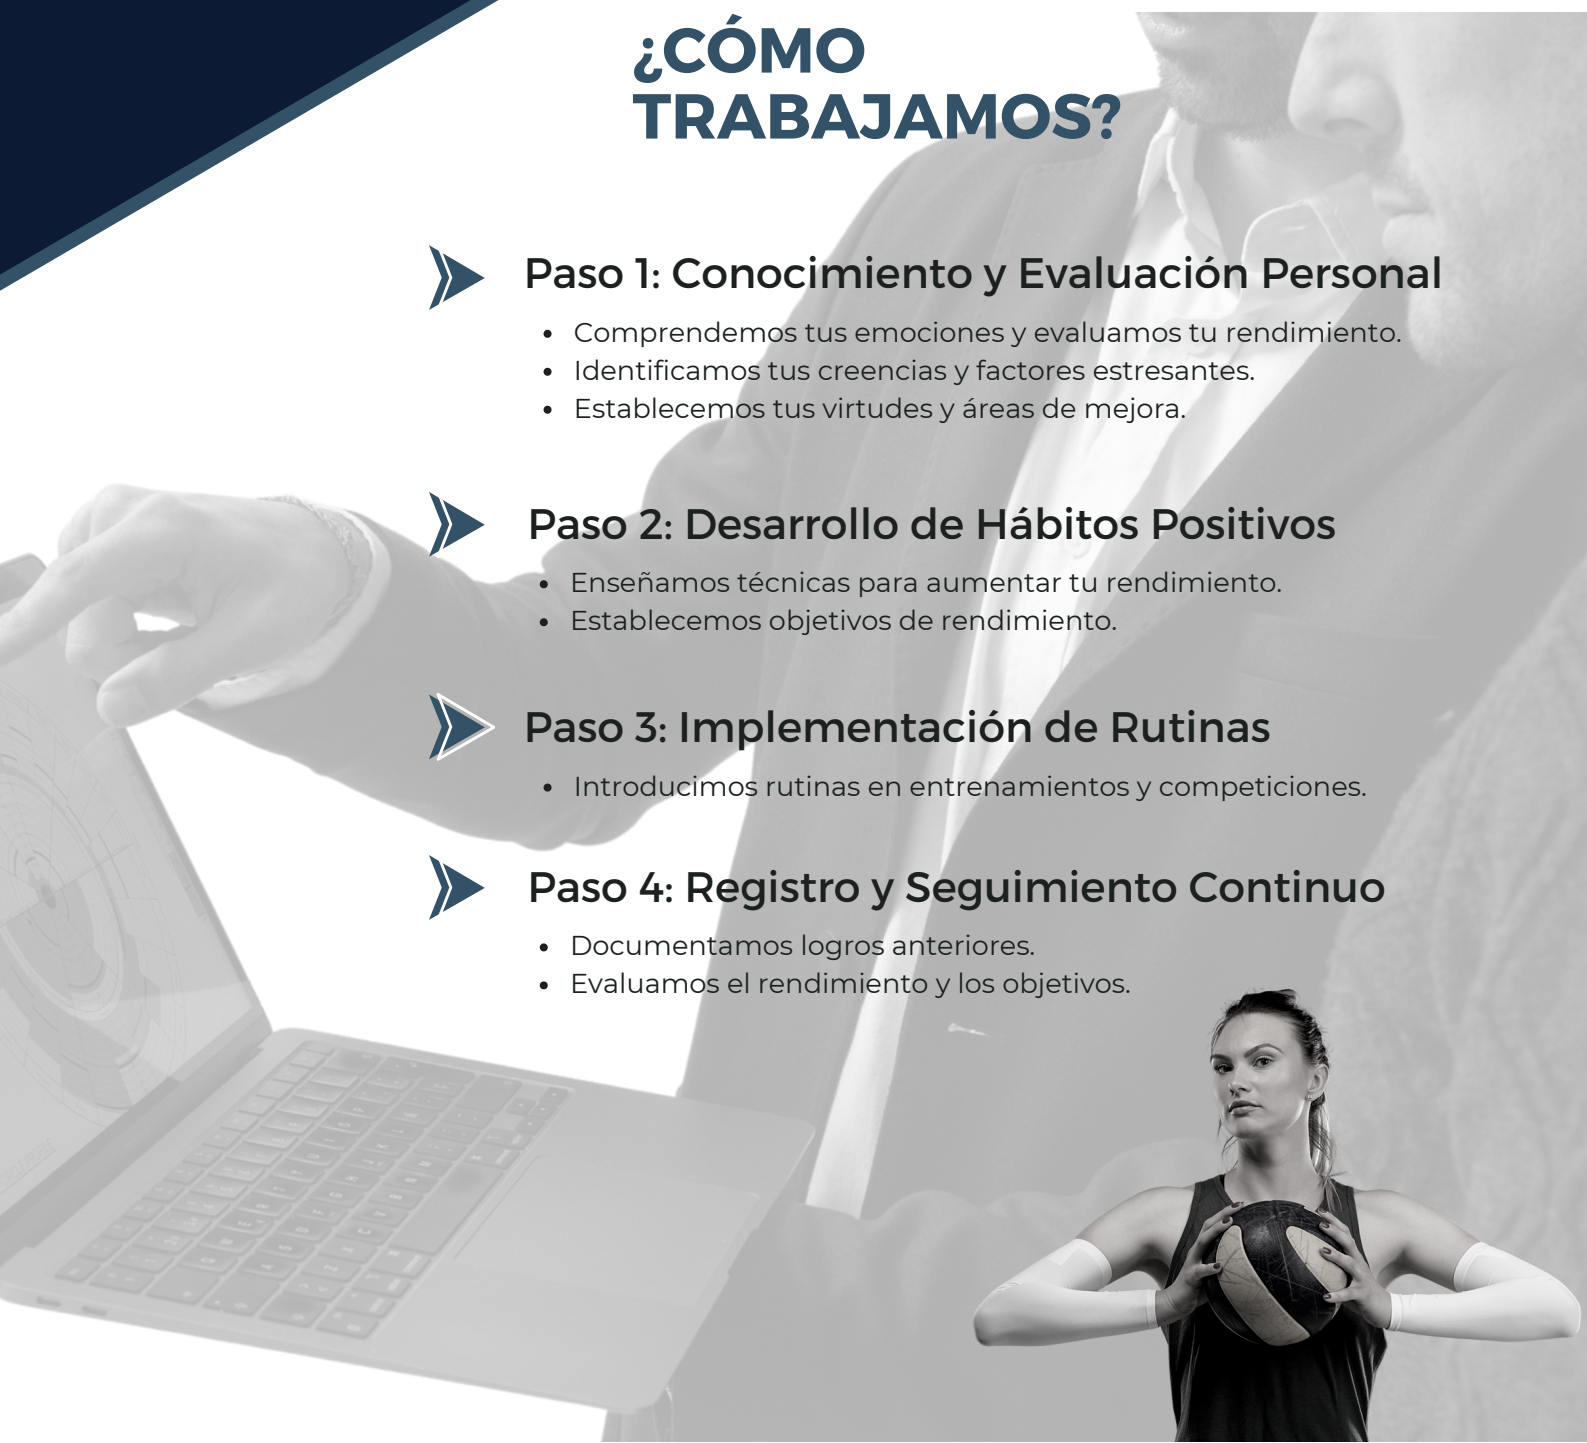 ¿CÓMO
TRABAJAMOS?
Paso 1: Conocimiento y Evaluación Personal
• Comprendemos tus emociones y evaluamos tu rendimiento.
• Identificamos tus creencias y factores estresantes.
• Establecemos tus virtudes y áreas de mejora.
Paso 2: Desarrollo de Hábitos Positivos
• Enseñamos técnicas para aumentar tu rendimiento.
• Establecemos objetivos de rendimiento.
Paso 3: Implementación de Rutinas
• Introducimos rutinas en entrenamientos y competiciones.
Paso 4: Registro y Seguimiento Continuo
• Documentamos logros anteriores.
• Evaluamos el rendimiento y los objetivos.